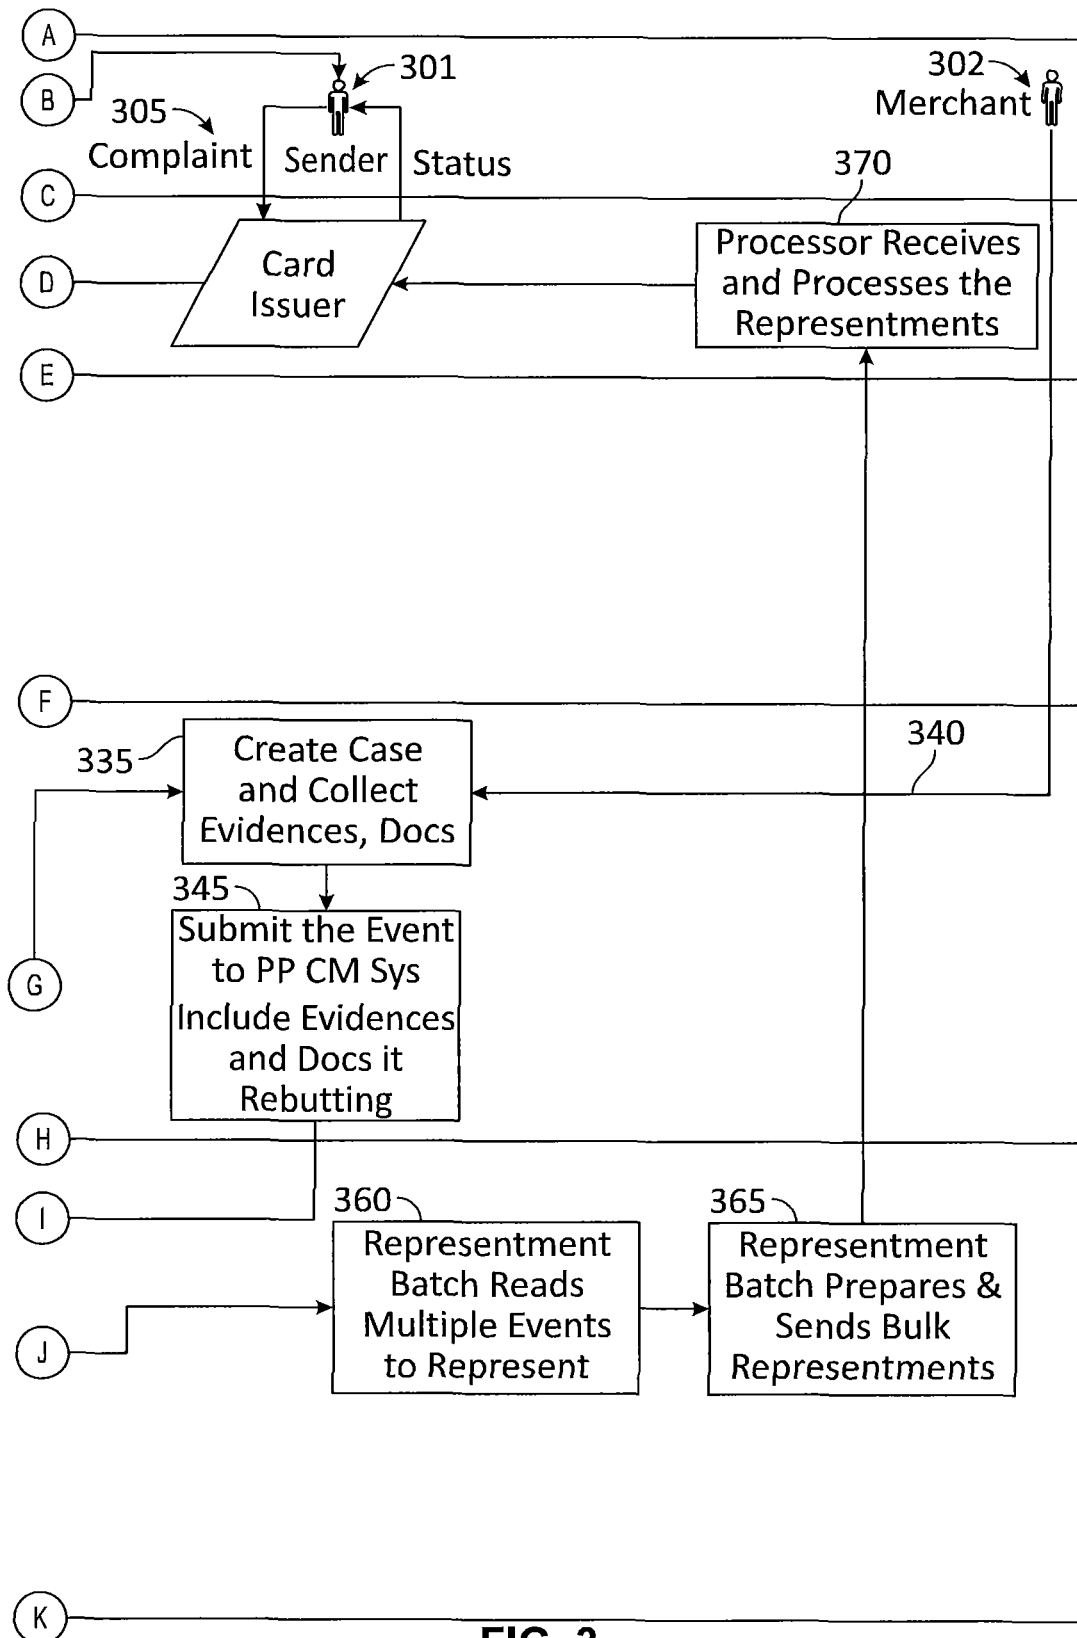 A
B
301
302
Merchant
305
Complaint
Sender
Status
C
370
Processor Receives
and Processes the
Representments
D
Card
Issuer
E
F
340
335
Create Case
and Collect
Evidences, Docs
345
Submit the Event
to PP CM Sys
Include Evidences
and Docs it
Rebutting
G
H
I
360
Representment
Batch Reads
Multiple Events
to Represent
365
Representment
Batch Prepares &
Sends Bulk
Representments
J
K